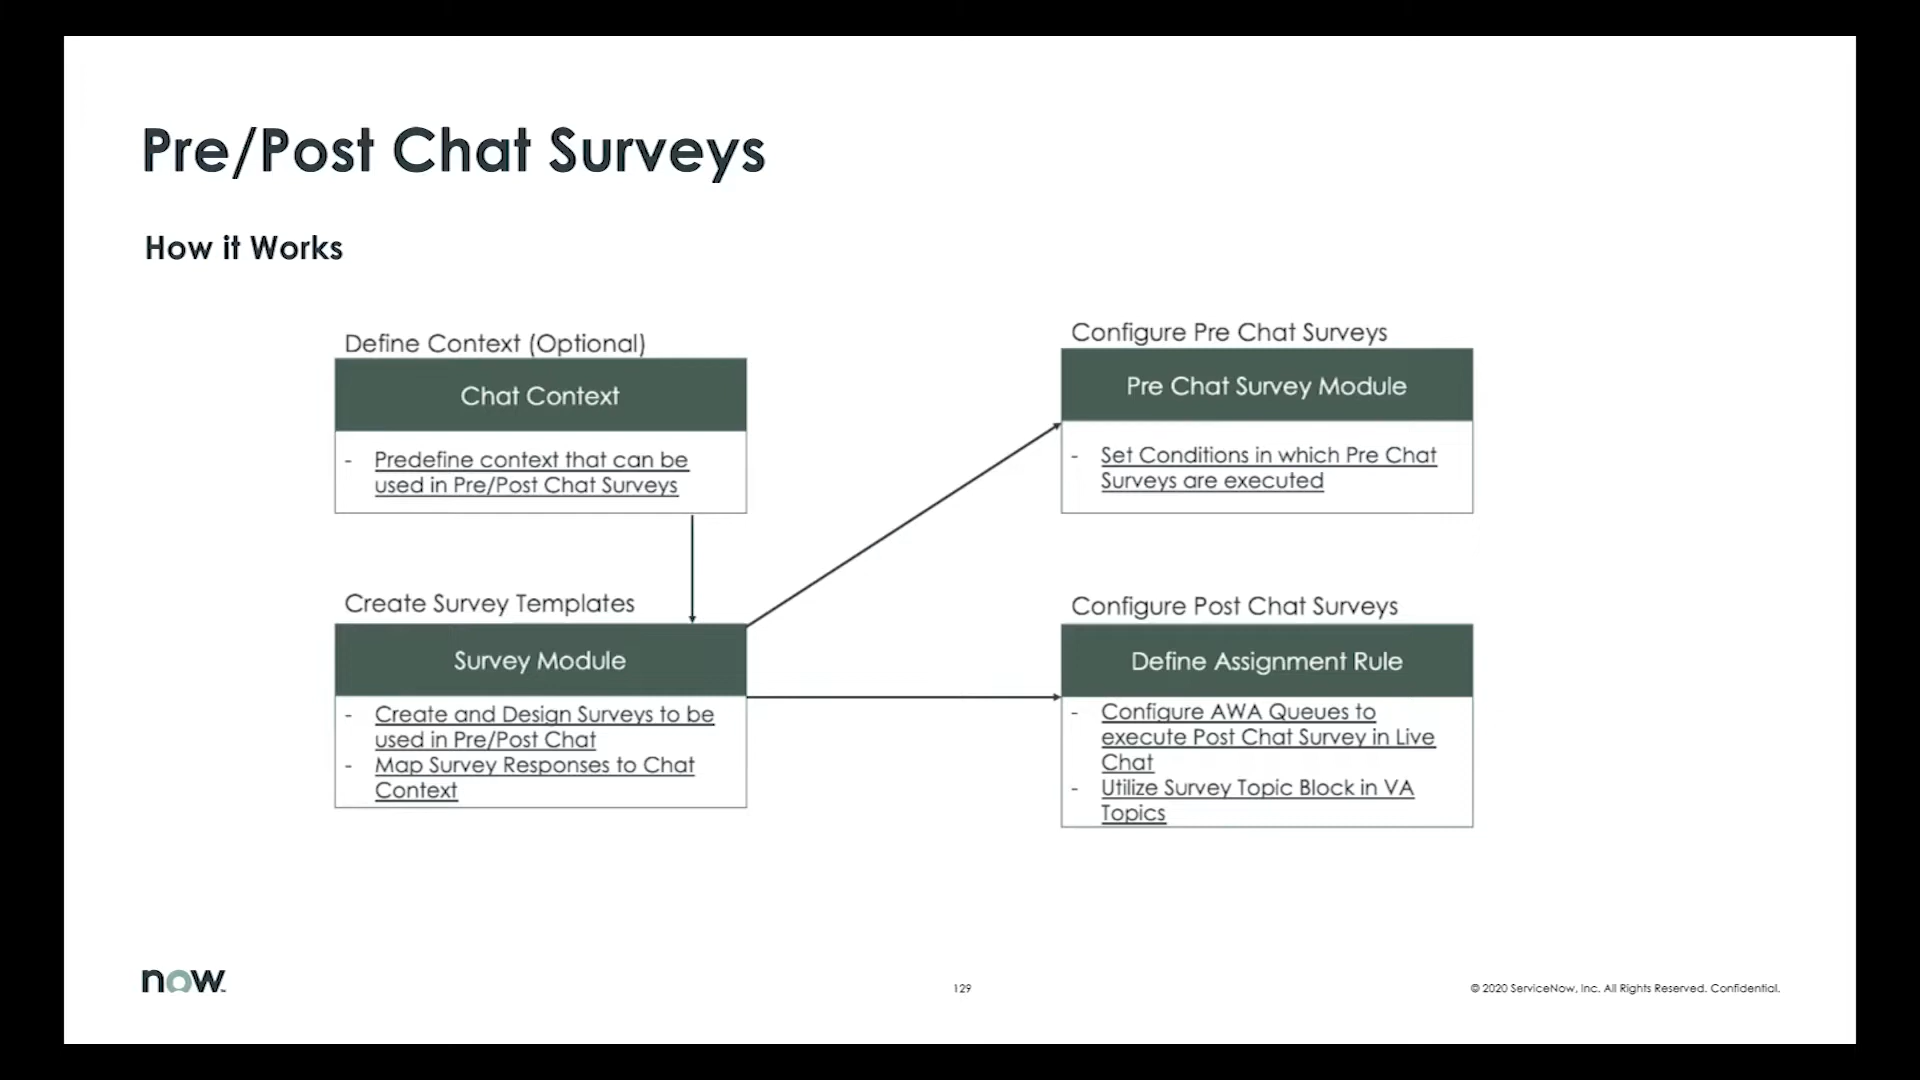 Pre/Post Chat Surveys
How it Works
Define Context (Optional)
Chat Context
- Predefine context that can be
used in Pre/Post Chat Surveys
Create Survey Templates
Survey Module
- Create and Design Surveys to be
used in Pre/Post Chat
- Map Survey Responses to Chat
Context
Configure Pre Chat Surveys
Pre Chat Survey Module
- Set Conditions in which Pre Chat
Surveys are executed
Configure Post Chat Surveys
Define Assignment Rule
- Configure AWA Queues to
execute Post Chat Survey in Live
Chat
- Utilize Survey Topic Block in VA
Topics
now
129
© 2020 ServiceNow, Inc. All Rights Reserved. Confidential.